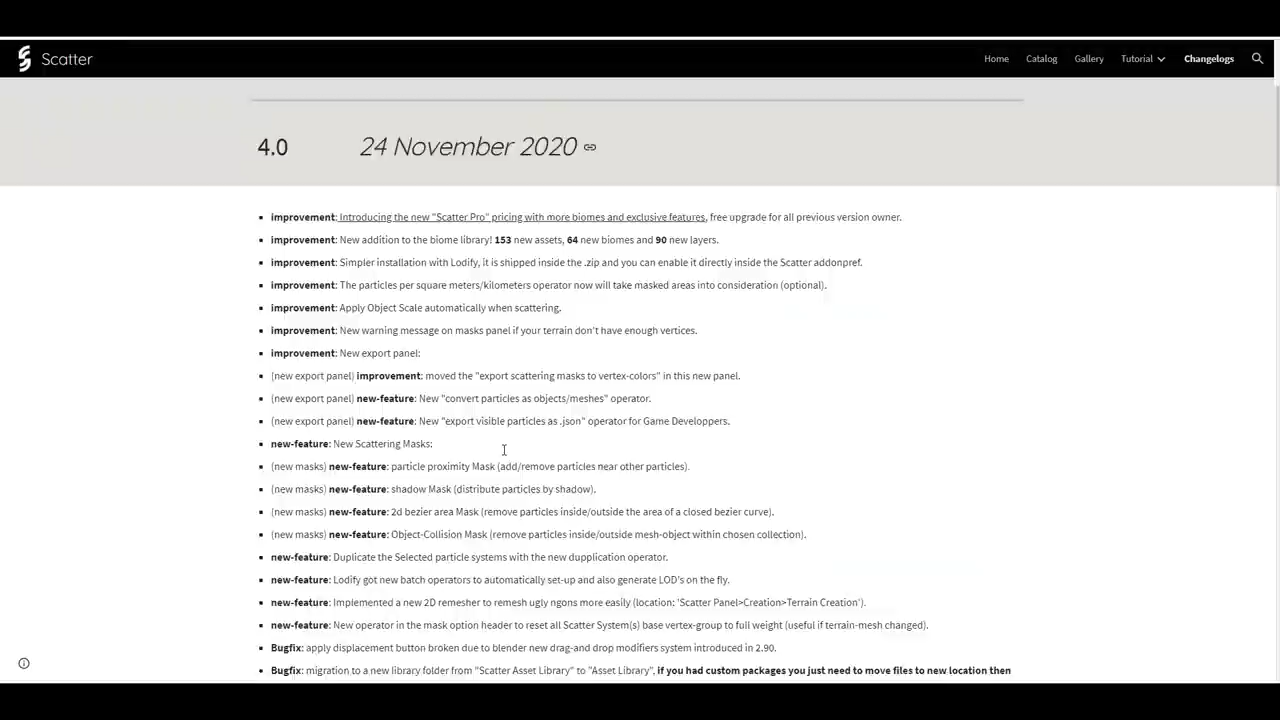 Scatter
Home Catalog Gallery Tutorial Changelogs
4.0 24 November 2020
improvement: Introducing the new "Scatter Pro" pricing with more biomes and exclusive features, free upgrade for all previous version owner.
improvement: New addition to the biome library! 153 new assets, 64 new biomes and 90 new layers.
improvement: Simpler installation with Lodify, it is shipped inside the .zip and you can enable it directly inside the Scatter addonpref.
improvement: The particles per square meters/kilometers operator now will take masked areas into consideration (optional).
improvement: Apply Object Scale automatically when scattering.
improvement: New warning message on masks panel if your terrain don't have enough vertices.
improvement: New export panel:
(new export panel) improvement: moved the "export scattering masks to vertex-colors" in this new panel.
(new export panel) new-feature: New "convert particles as objects/meshes" operator.
(new export panel) new-feature: New "export visible particles as .json" operator for Game Developpers.
new-feature: New Scattering Masks:
(new masks) new-feature: particle proximity Mask (add/remove particles near other particles).
(new masks) new-feature: shadow Mask (distribute particles by shadow).
(new masks) new-feature: 2d bezier area Mask (remove particles inside/outside the area of a closed bezier curve).
(new masks) new-feature: Object-Collision Mask (remove particles inside/outside mesh-object within chosen collection).
new-feature: Duplicate the Selected particle systems with the new dupplication operator.
new-feature: Lodify got new batch operators to automatically set-up and also generate LOD's on the fly.
new-feature: Implemented a new 2D remesher to remesh ugly ngons more easily (location: 'Scatter Panel>Creation>Terrain Creation').
new-feature: New operator in the mask option header to reset all Scatter System(s) base vertex-group to full weight (useful if terrain-mesh changed).
Bugfix: apply displacement button broken due to blender new drag-and drop modifiers system introduced in 2.90.
Bugfix: migration to a new library folder from "Scatter Asset Library" to "Asset Library", if you had custom packages you just need to move files to new location then